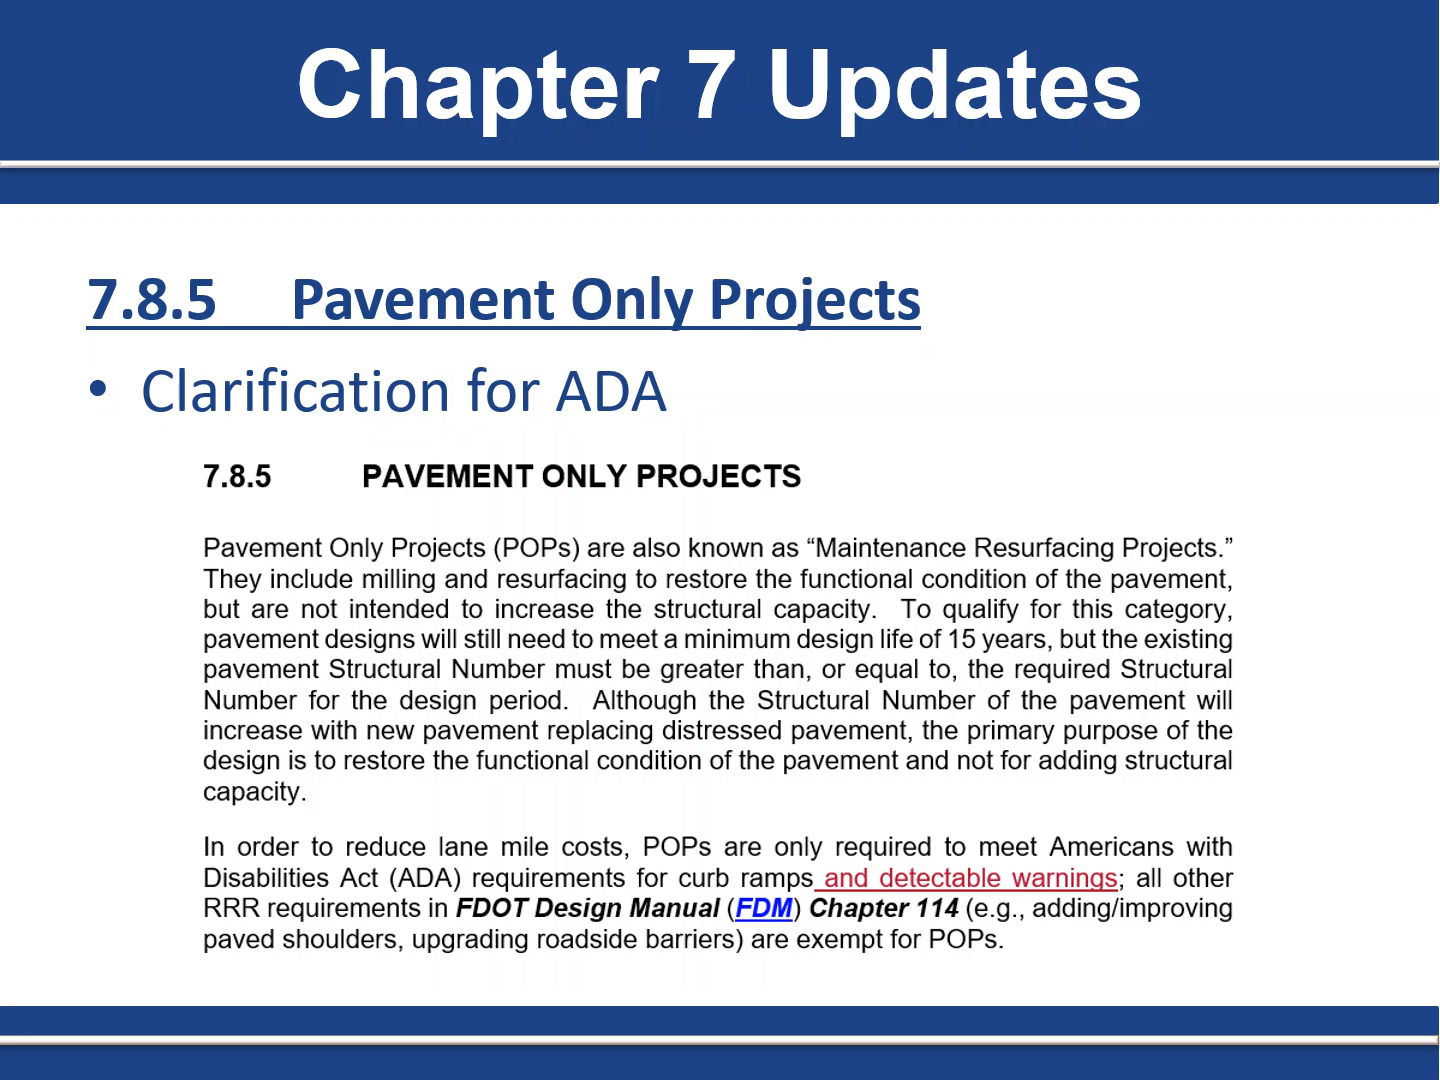 Chapter 7 Updates
7.8.5 Pavement Only Projects
• Clarification for ADA
7.8.5 PAVEMENT ONLY PROJECTS
Pavement Only Projects (POPs) are also known as “Maintenance Resurfacing Projects.”
They include milling and resurfacing to restore the functional condition of the pavement,
but are not intended to increase the structural capacity. To qualify for this category,
pavement designs will still need to meet a minimum design life of 15 years, but the existing
pavement Structural Number must be greater than, or equal to, the required Structural
Number for the design period. Although the Structural Number of the pavement will
increase with new pavement replacing distressed pavement, the primary purpose of the
design is to restore the functional condition of the pavement and not for adding structural
capacity.
In order to reduce lane mile costs, POPs are only required to meet Americans with
Disabilities Act (ADA) requirements for curb ramps and detectable warnings; all other
RRR requirements in FDOT Design Manual (FDM) Chapter 114 (e.g., adding/improving
paved shoulders, upgrading roadside barriers) are exempt for POPs.